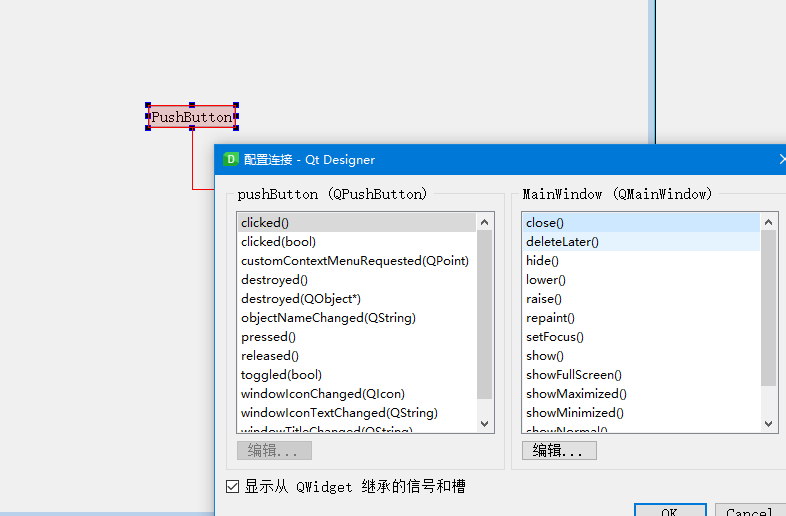 PushButton
配置连接 - Qt Designer
pushButton (QPushButton)
clicked()
clicked(bool)
customContextMenuRequested(QPoint)
destroyed()
destroyed(QObject*)
objectNameChanged(QString)
pressed()
released()
toggled(bool)
windowIconChanged(QIcon)
windowIconTextChanged(QString)
windowTitleChanged(QString)
编辑...
MainWindow (QMainWindow)
close()
deleteLater()
hide()
lower()
raise()
repaint()
setFocus()
show()
showFullScreen()
showMaximized()
showMinimized()
showNormal()
编辑...
显示从 QWidget 继承的信号和槽
OK
Cancel